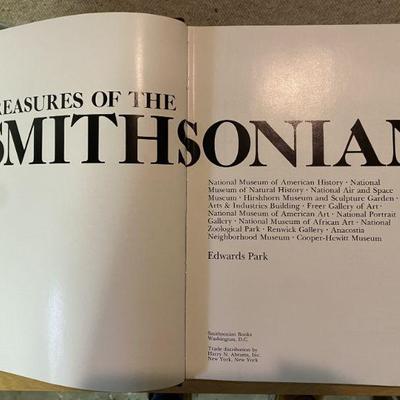 REASURES OF THE
SMITHSONIAN
National Museum of American History · National
Museum of Natural History · National Air and Space
Museum · Hirshhorn Museum and Sculpture Garden ·
Arts & Industries Building · Freer Gallery of Art ·
National Museum of American Art · National Portrait
Gallery · National Museum of African Art · National
Zoological Park · Renwick Gallery · Anacostia
Neighborhood Museum · Cooper-Hewitt Museum
Edwards Park
Smithsonian Books
Washington, D.C.
Trade distribution by
Harry N. Abrams, Inc.
New York, New York